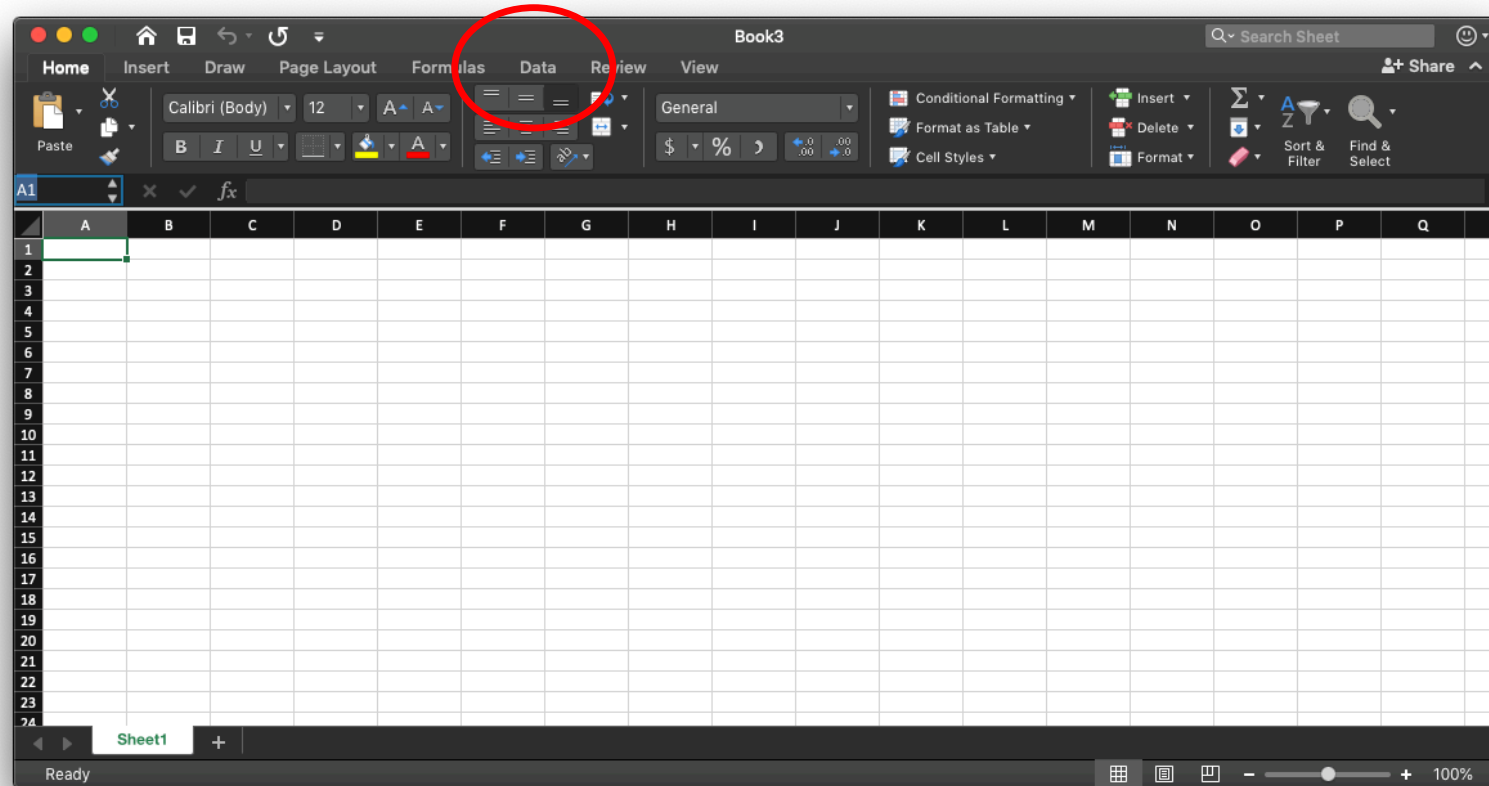 Book3
Search Sheet
Home Insert Draw Page Layout Formulas Data Review View Share
Calibri (Body) 12 A A General Conditional Formatting Insert Σ A Z
Format as Table Delete
Paste B I U A $ % Cell Styles Format Sort & Filter Find & Select
A1 fx
A B C D E F G H I J K L M N O P Q
1
2
3
4
5
6
7
8
9
10
11
12
13
14
15
16
17
18
19
20
21
22
23
24
Sheet1 +
Ready 100%